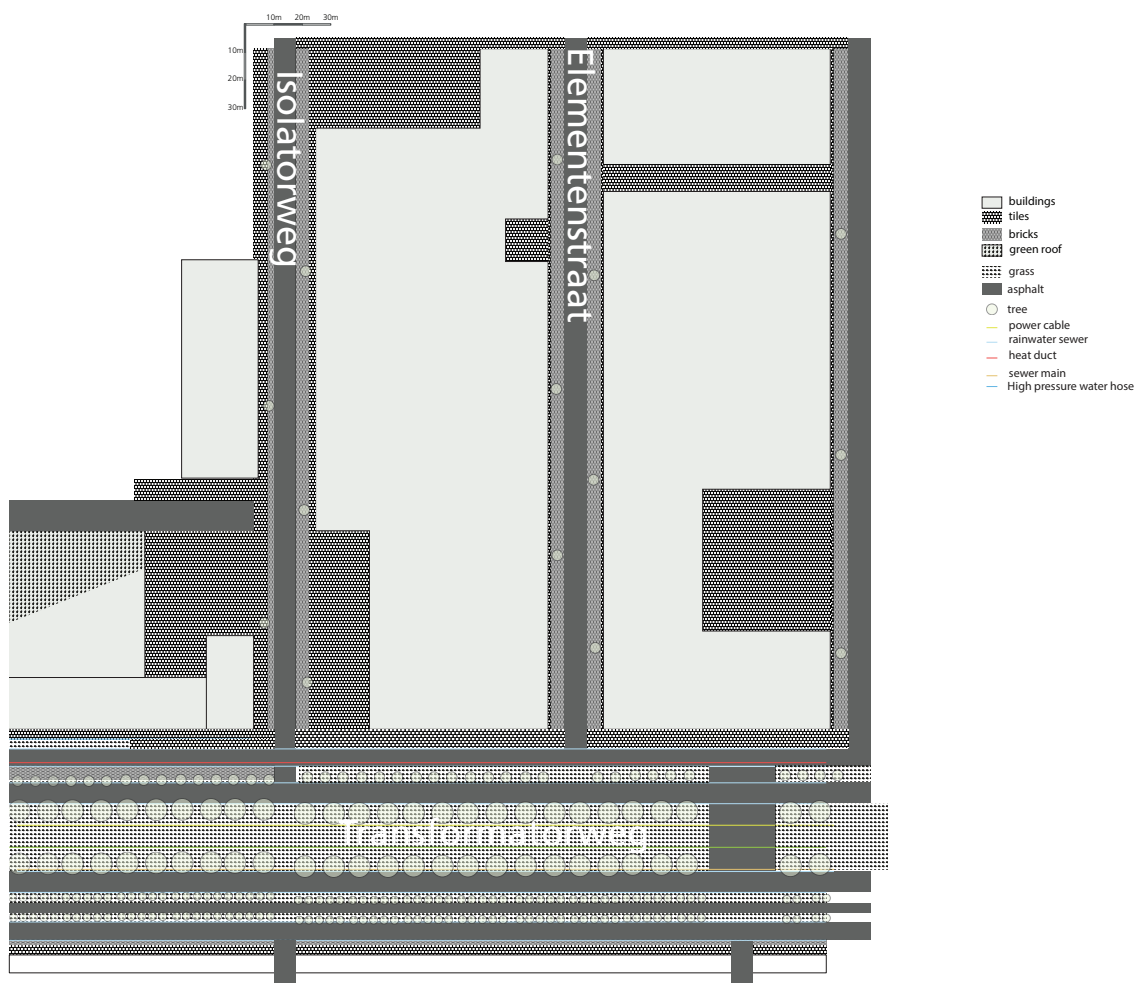 10m 20m 30m
10m
20m
30m
Isolatorweg
Elementenstraat
buildings
tiles
bricks
green roof
grass
asphalt
tree
power cable
rainwater sewer
heat duct
sewer main
High pressure water hose
Transformatorweg